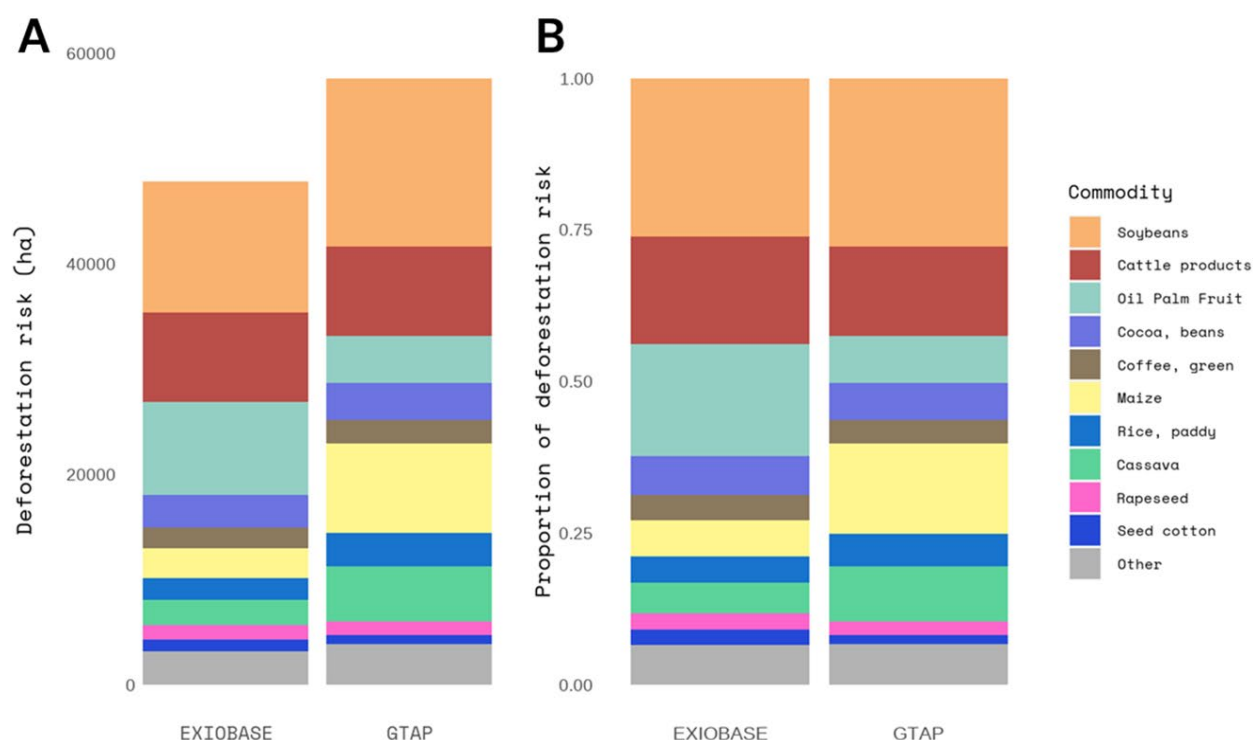 A
60000
40000
20000
0
Deforestation risk (ha)
EXIOBASE
GTAP
B
1.00
0.75
0.50
0.25
0.00
Proportion of deforestation risk
EXIOBASE
GTAP
Commodity
Soybeans
Cattle products
Oil Palm Fruit
Cocoa, beans
Coffee, green
Maize
Rice, paddy
Cassava
Rapeseed
Seed cotton
Other